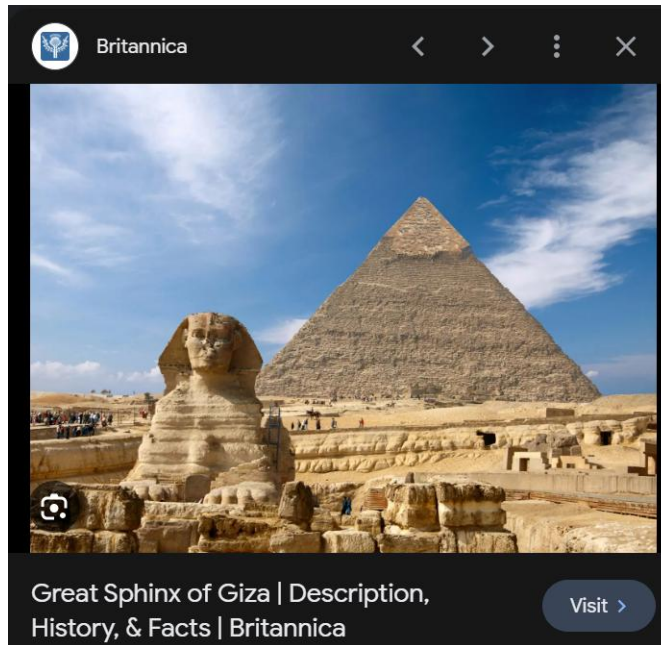 Britannica
Great Sphinx of Giza | Description,
History, & Facts | Britannica
Visit >